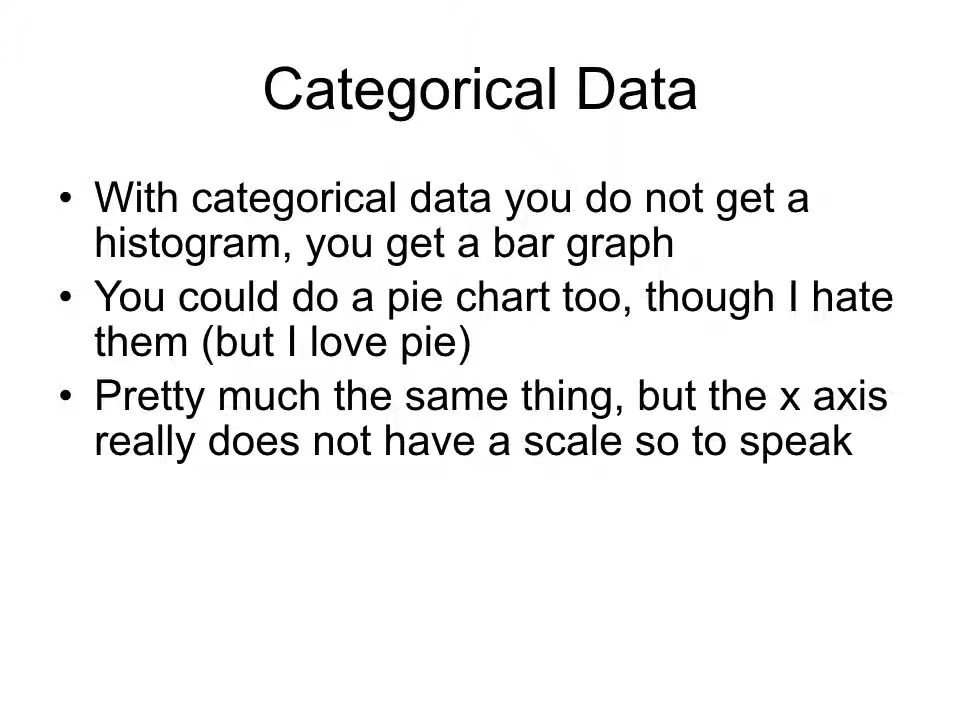 Categorical Data
• With categorical data you do not get a
histogram, you get a bar graph
• You could do a pie chart too, though I hate
them (but I love pie)
• Pretty much the same thing, but the x axis
really does not have a scale so to speak